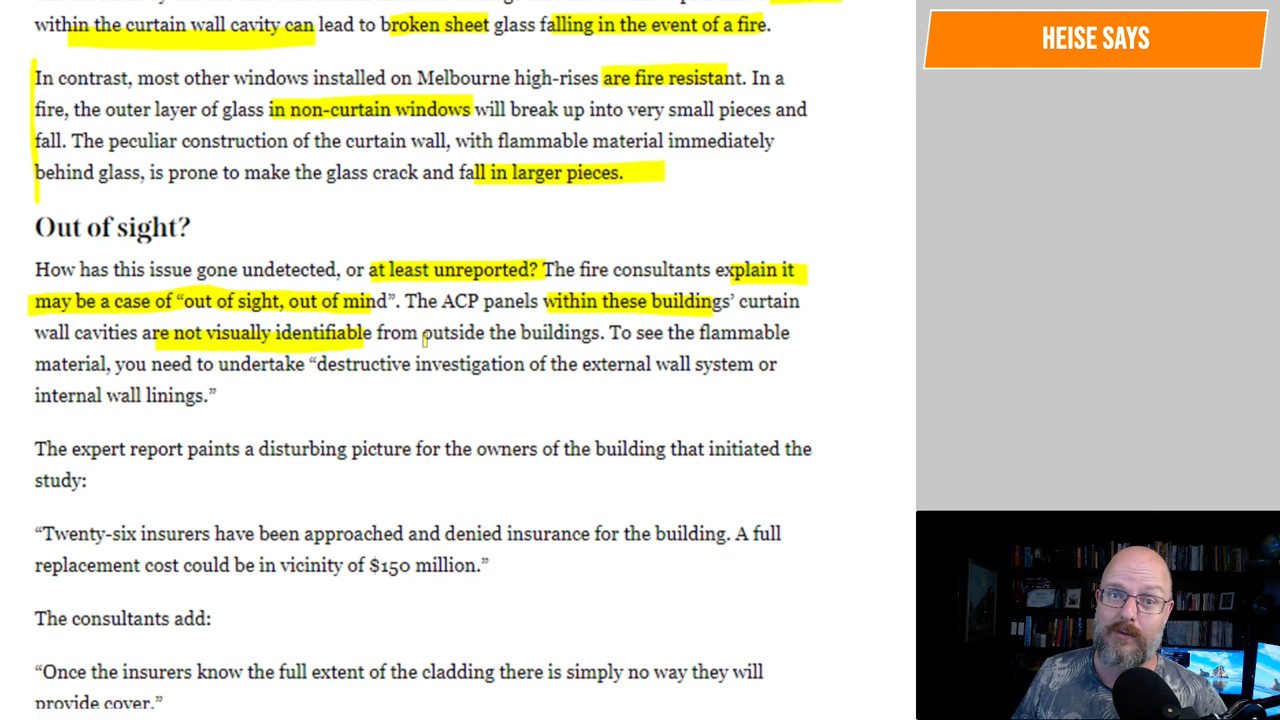 within the curtain wall cavity can lead to broken sheet glass falling in the event of a fire.
In contrast, most other windows installed on Melbourne high-rises are fire resistant. In a
fire, the outer layer of glass in non-curtain windows will break up into very small pieces and
fall. The peculiar construction of the curtain wall, with flammable material immediately
behind glass, is prone to make the glass crack and fall in larger pieces.
Out of sight?
How has this issue gone undetected, or at least unreported? The fire consultants explain it
may be a case of “out of sight, out of mind”. The ACP panels within these buildings’ curtain
wall cavities are not visually identifiable from outside the buildings. To see the flammable
material, you need to undertake “destructive investigation of the external wall system or
internal wall linings.”
The expert report paints a disturbing picture for the owners of the building that initiated the
study:
“Twenty-six insurers have been approached and denied insurance for the building. A full
replacement cost could be in vicinity of $150 million.”
The consultants add:
“Once the insurers know the full extent of the cladding there is simply no way they will
provide cover.”
HEISE SAYS